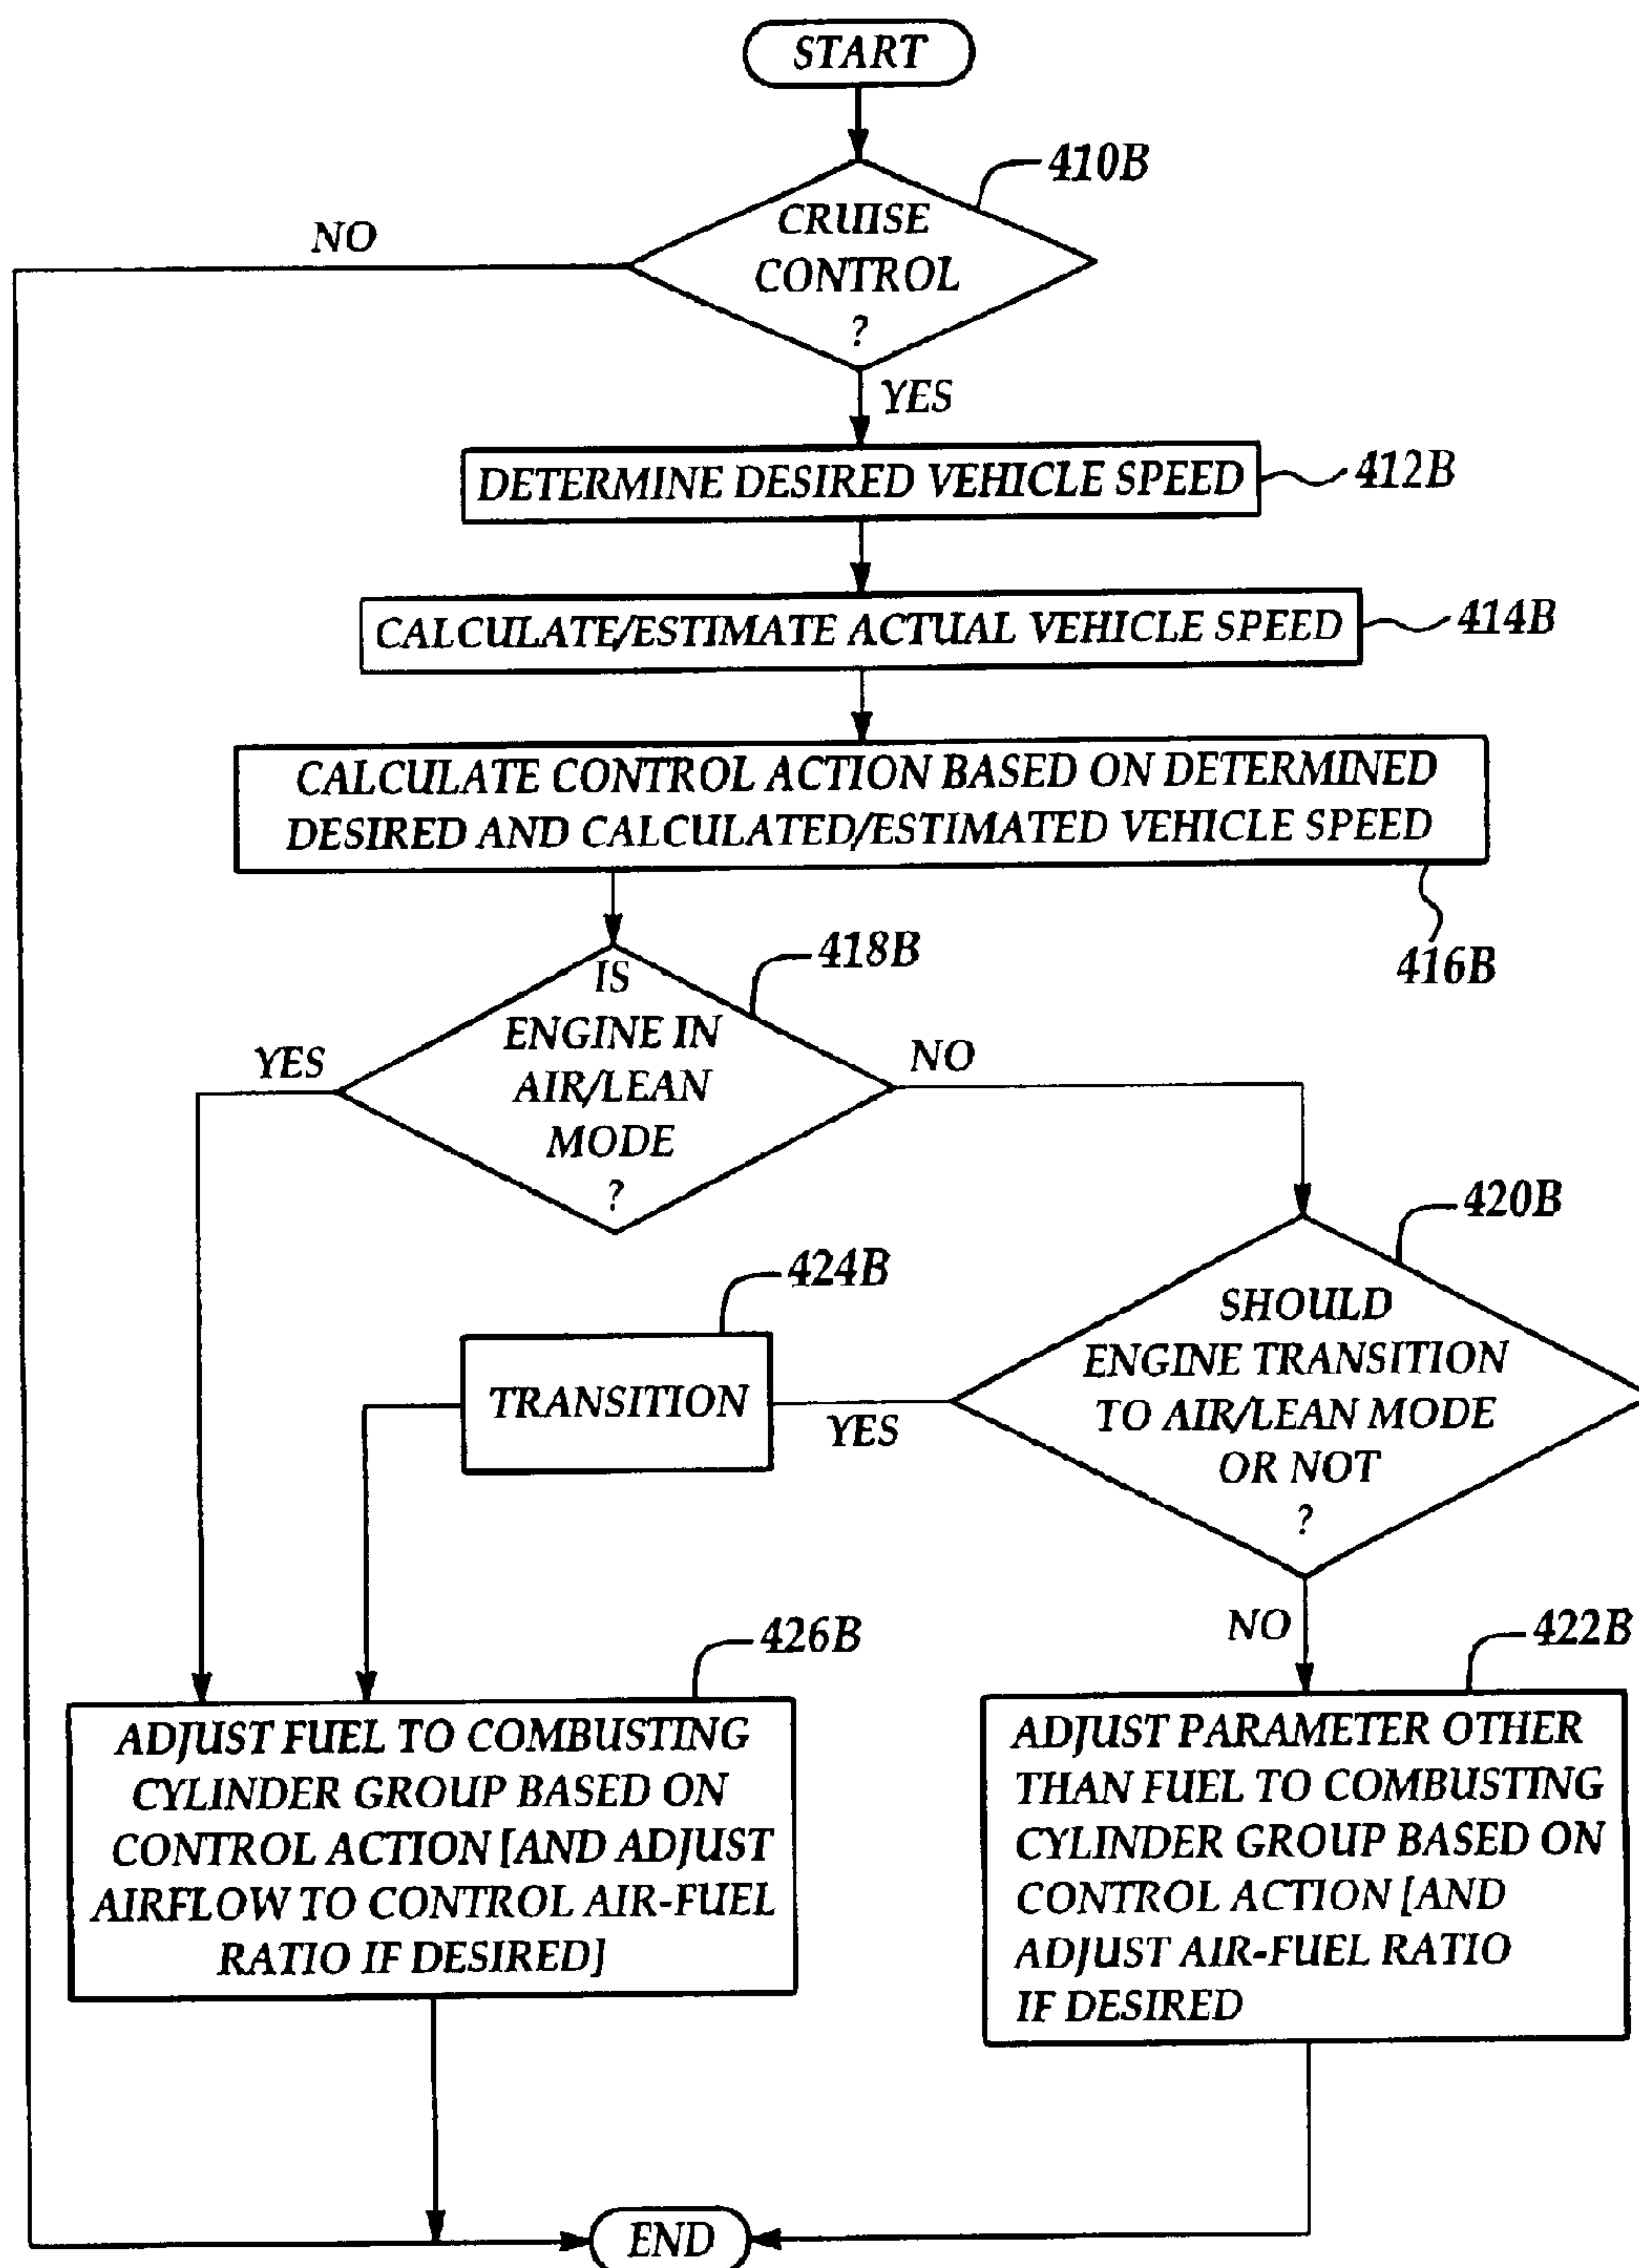 START
410B
CRUISE
CONTROL
?
NO
YES
DETERMINE DESIRED VEHICLE SPEED
412B
CALCULATE/ESTIMATE ACTUAL VEHICLE SPEED
414B
CALCULATE CONTROL ACTION BASED ON DETERMINED
DESIRED AND CALCULATED/ESTIMATED VEHICLE SPEED
416B
418B
IS
ENGINE IN
AIR/LEAN
MODE
?
YES
NO
420B
SHOULD
ENGINE TRANSITION
TO AIR/LEAN MODE
OR NOT
?
424B
TRANSITION
YES
NO
426B
ADJUST FUEL TO COMBUSTING
CYLINDER GROUP BASED ON
CONTROL ACTION [AND ADJUST
AIRFLOW TO CONTROL AIR-FUEL
RATIO IF DESIRED]
422B
ADJUST PARAMETER OTHER
THAN FUEL TO COMBUSTING
CYLINDER GROUP BASED ON
CONTROL ACTION [AND
ADJUST AIR-FUEL RATIO
IF DESIRED
END